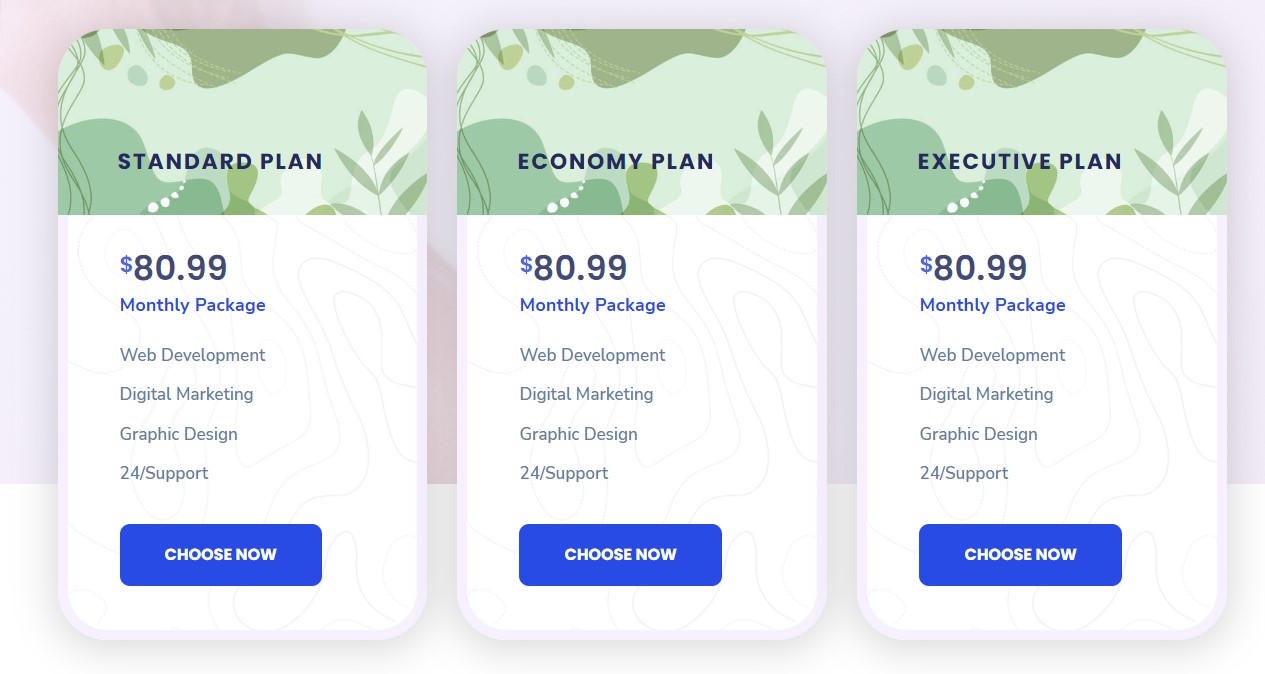 STANDARD PLAN
$80.99
Monthly Package
Web Development
Digital Marketing
Graphic Design
24/Support
CHOOSE NOW
ECONOMY PLAN
$80.99
Monthly Package
Web Development
Digital Marketing
Graphic Design
24/Support
CHOOSE NOW
EXECUTIVE PLAN
$80.99
Monthly Package
Web Development
Digital Marketing
Graphic Design
24/Support
CHOOSE NOW